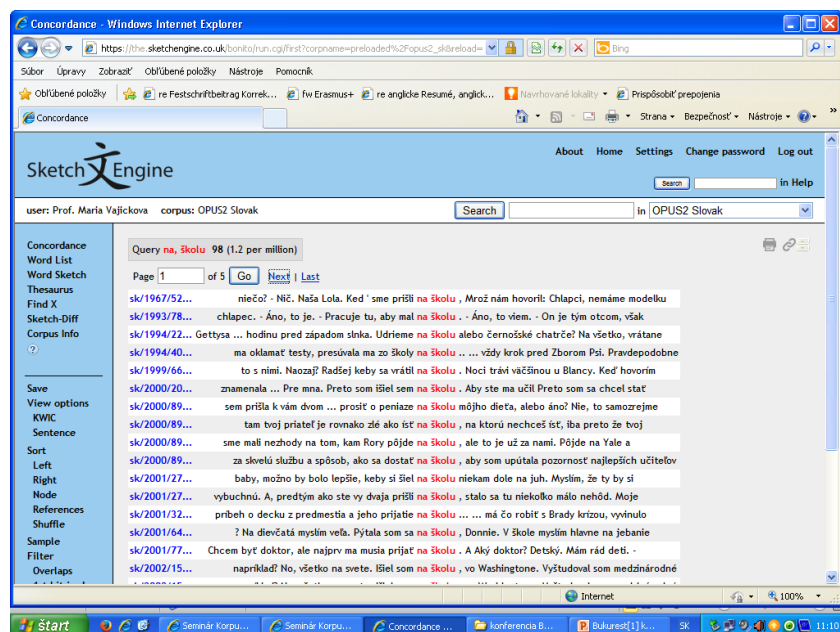 Concordance - Windows Internet Explorer
https://the.sketchengine.co.uk/bonito/run.cgi/first?corpname=preloaded%2Fopus2_sk&reload= Bing
Súbor Úpravy Zobraziť Obľúbené položky Nástroje Pomocník
Obľúbené položky re Festschriftbeitrag Korrek... fw Erasmus+ re anglicke Resumé, anglick... Navrhované lokality Prispôsobiť prepojenia
Concordance Strana Bezpečnosť Nástroje »
About Home Settings Change password Log out
Sketch Engine
Search in Help
user: Prof. Maria Vajickova corpus: OPUS2 Slovak Search in OPUS2 Slovak
Concordance
Word List
Word Sketch
Thesaurus
Find X
Sketch-Diff
Corpus Info
?
Save
View options
KWIC
Sentence
Sort
Left
Right
Node
References
Shuffle
Sample
Filter
Overlaps
Query na, školu 98 (1.2 per million)
Page 1 of 5 Go Next | Last
sk/1967/52... niečo? - Nič. Naša Lola. Ked ' sme prišli na školu , Mrož nám hovoril: Chlapci, nemáme modelku
sk/1993/78... chlapec. - Áno, to je. - Pracuje tu, aby mal na školu . - Áno, to viem. - On je tým otcom, však
sk/1994/22... Gettysa ... hodinu pred západom slnka. Udrieme na školu alebo černošské chatrče? Na všetko, vrátane
sk/1994/40... ma oklamať testy, presúvala ma zo školy na školu .. ... vždy krok pred Zborom Psi. Pravdepodobne
sk/1999/66... to s nimi. Naozaj? Radšej keby sa vrátil na školu . Noci trávi väčšinou u Blancy. Keď hovorím
sk/2000/20... znamenala ... Pre mna. Preto som išiel sem na školu . Aby ste ma učil Preto som sa chcel stať
sk/2000/89... sem prišla k vám dvom ... prosiť o peniaze na školu môjho dieťa, alebo áno? Nie, to samozrejme
sk/2000/89... tam tvoj priateľ je rovnako zlé ako ísť na školu , na ktorú nechceš ísť, iba preto že tvoj
sk/2000/89... sme mali nezhody na tom, kam Rory pôjde na školu , ale to je už za nami. Pôjde na Yale a
sk/2000/89... za skvelú službu a spôsob, ako sa dostať na školu , aby som upútala pozornosť najlepších učiteľov
sk/2001/27... baby, možno by bolo lepšie, keby si šiel na školu niekam dole na juh. Myslím, že ty by si
sk/2001/27... vybuchnú. A, predtým ako ste vy dvaja prišli na školu , stalo sa tu niekoľko málo nehôd. Moje
sk/2001/32... príbeh o decku z predmestia a jeho prijatie na školu ... ... má čo robiť s Brady krízou, vyvinulo
sk/2001/64... ? Na dievčatá myslím veľa. Pýtala som sa na školu , Donnie. V škole myslím hlavne na jebanie
sk/2001/77... Chcem byť doktor, ale najprv ma musia prijať na školu . A Aký doktor? Detský. Mám rád deti. -
sk/2002/15... napríklad? No, všetko na svete. Išiel som na školu , vo Washingtone. Vyštudoval som medzinárodné
Internet 100%
štart Seminár Korpu... Seminár Korpu... Concordance ... konferencia B... Bukurest[1] k... SK 11:10